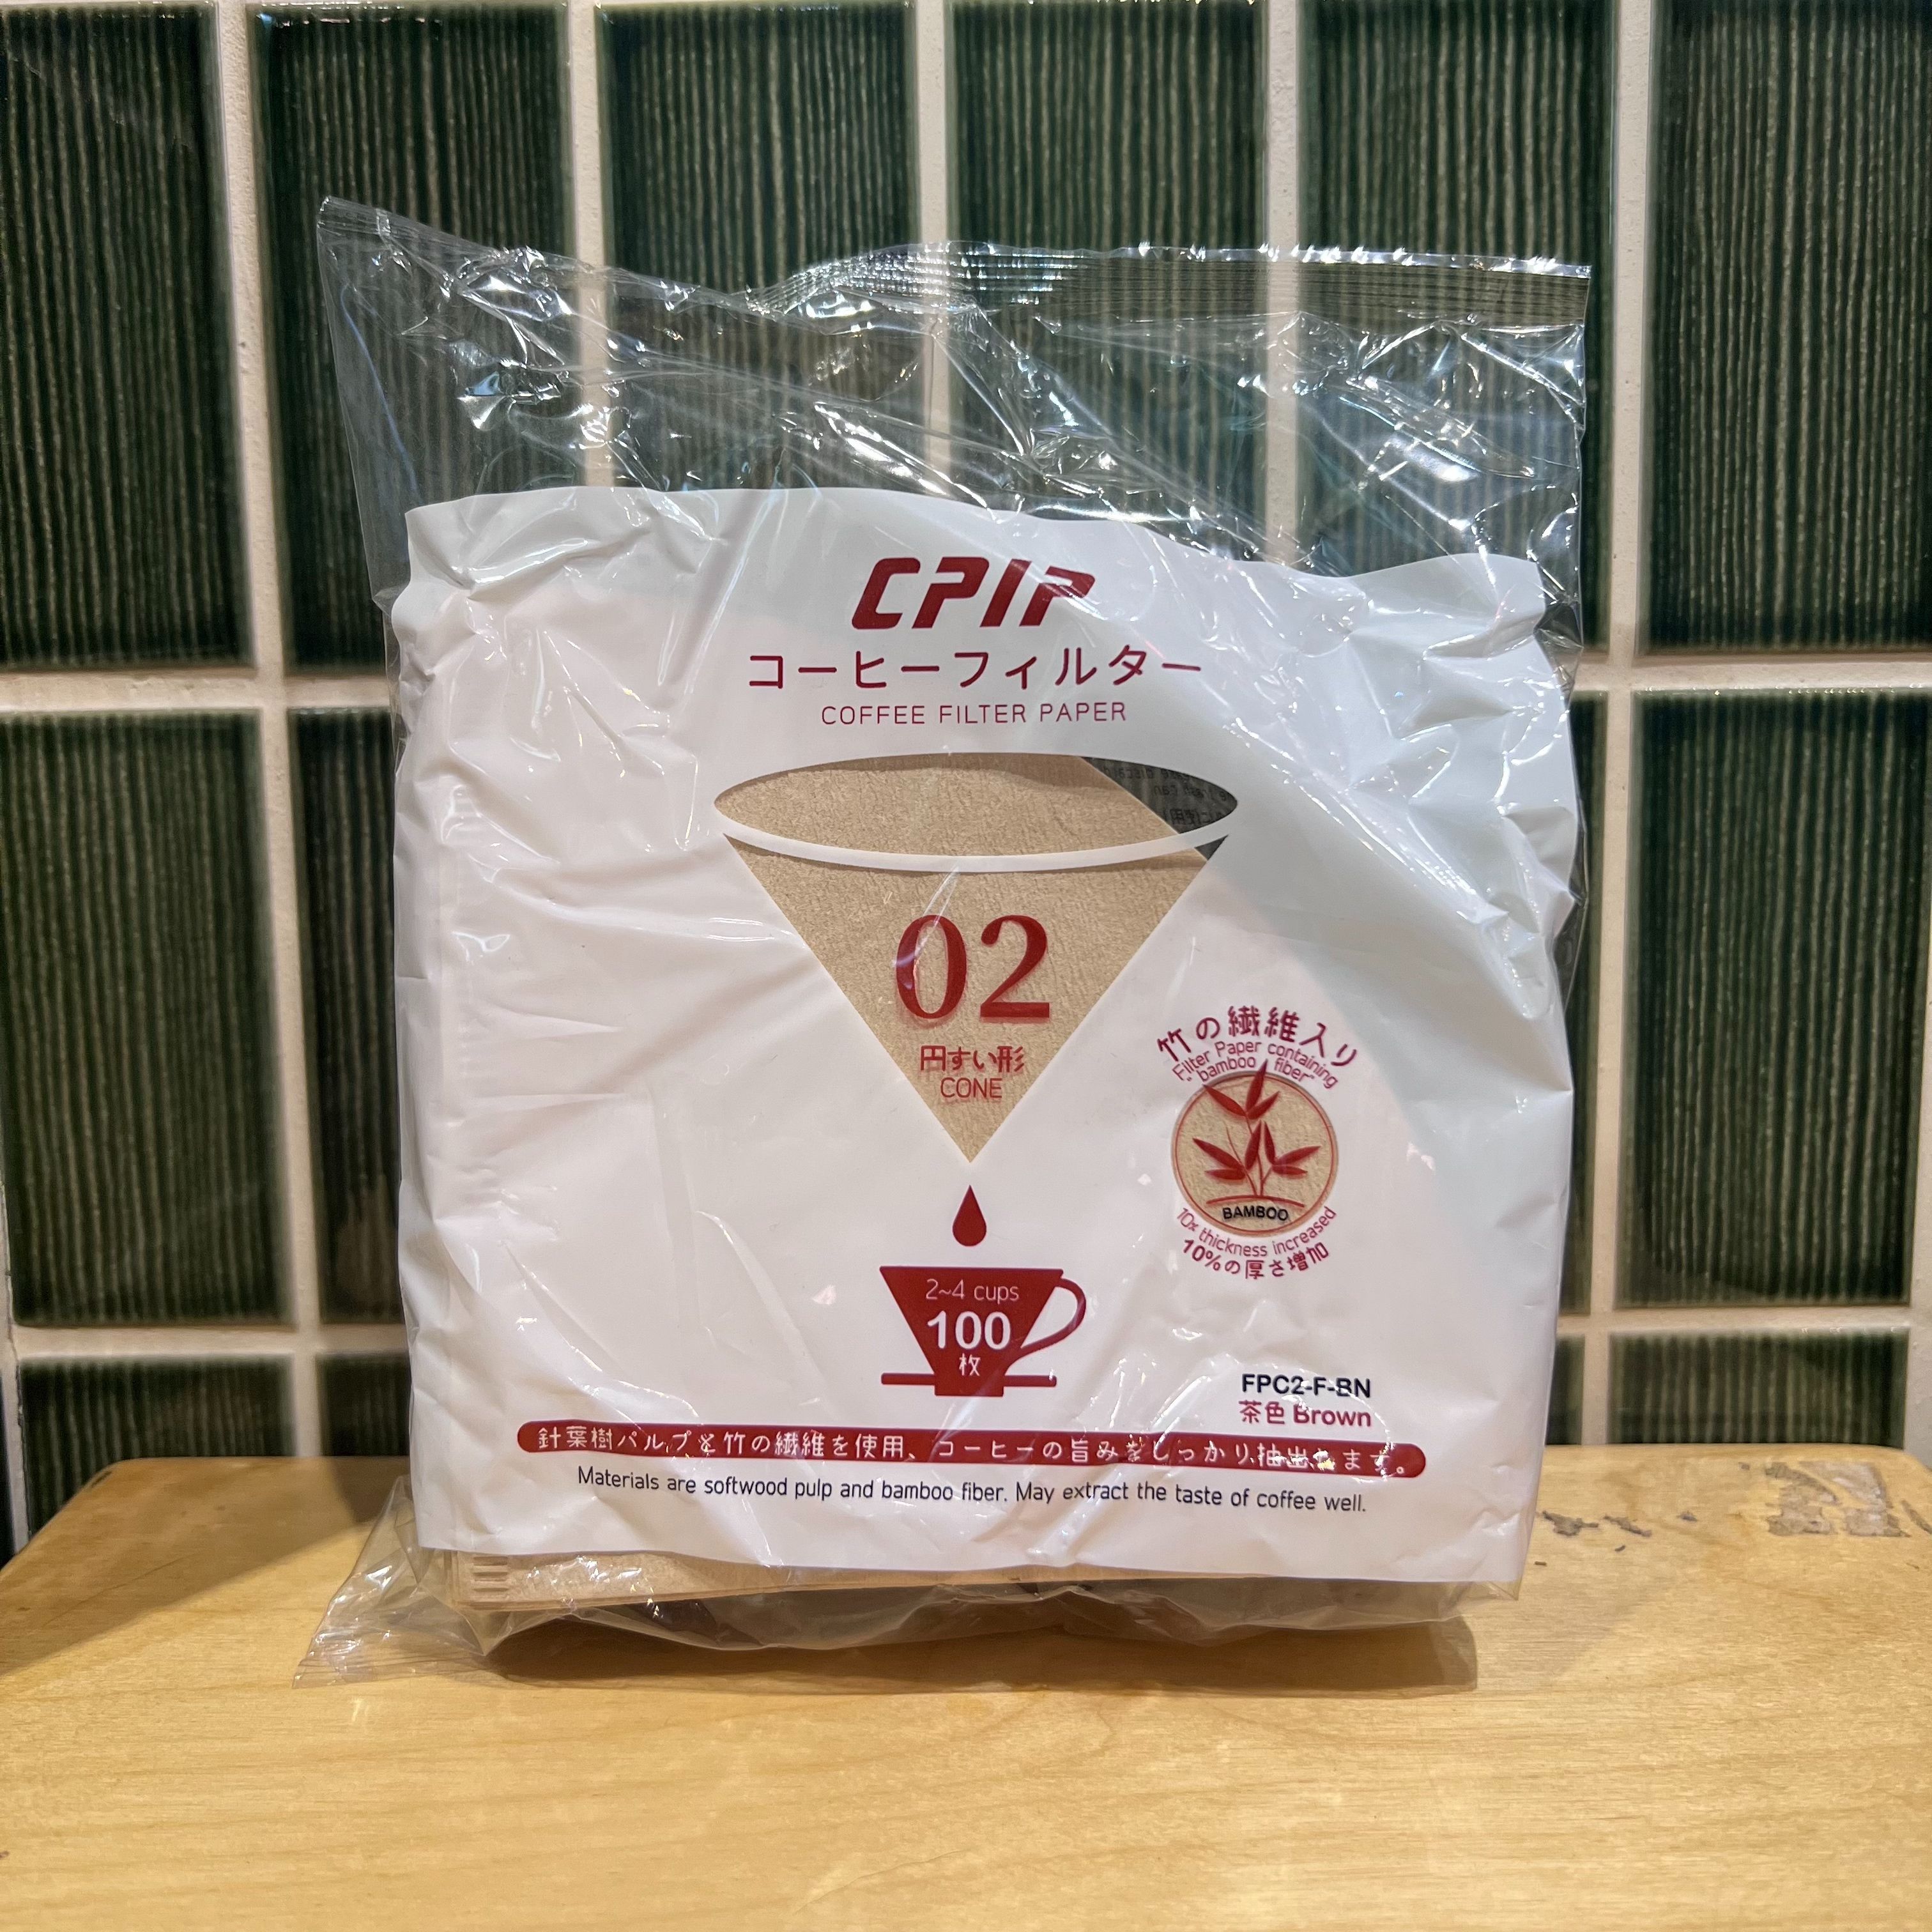 CPIP
コーヒーフィルター
COFFEE FILTER PAPER
02
円すい形
CONE
竹の繊維入り
"Filter Paper containing
bamboo fiber"
BAMBOO
10% thickness increased
10%の厚さ増加
2~4 cups
100
枚
FPC2-F-BN
茶色 Brown
針葉樹パルプと竹の繊維を使用、コーヒーの旨みをしっかり抽出します。
Materials are softwood pulp and bamboo fiber. May extract the taste of coffee well.